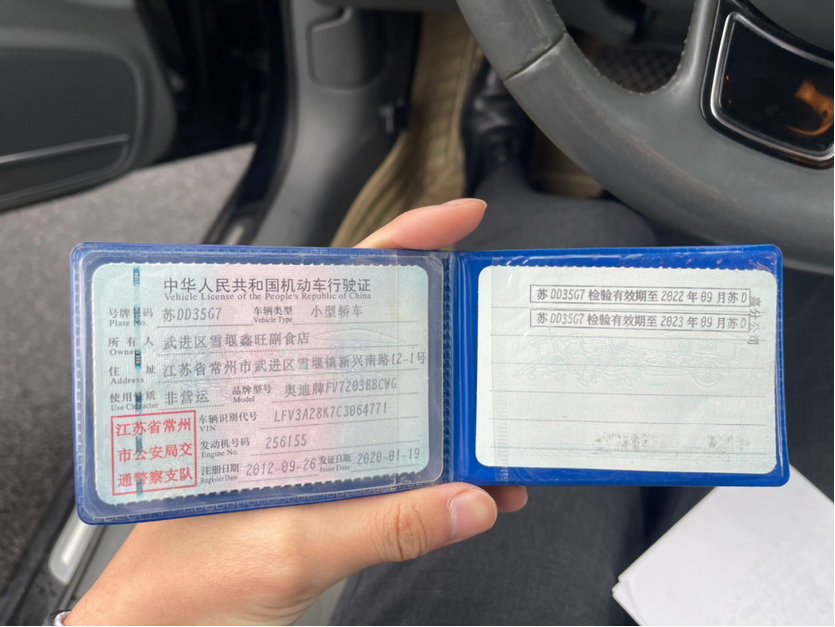 中华人民共和国机动车行驶证
Vehicle License of the People's Republic of China
号牌号码 苏DD35G7 车辆类型 小型轿车
Plate No. Vehicle Type
所有人 武进区雪堰鑫旺副食店
Owner
住址 江苏省常州市武进区雪堰镇新兴南路12-1号
Address
使用性质 非营运 品牌型号 奥迪牌FV7203BBCWG
Use Character Model
江苏省常州
市公安局交
通警察支队
车辆识别代号 LFV3A28K7C3064771
VIN
发动机号码 256155
Engine No.
注册日期 2012-09-26 发证日期 2020-01-19
Register Date Issue Date
苏DD35G7 检验有效期至 2022年09月苏D
苏DD35G7 检验有效期至 2023年09月苏D
分公司